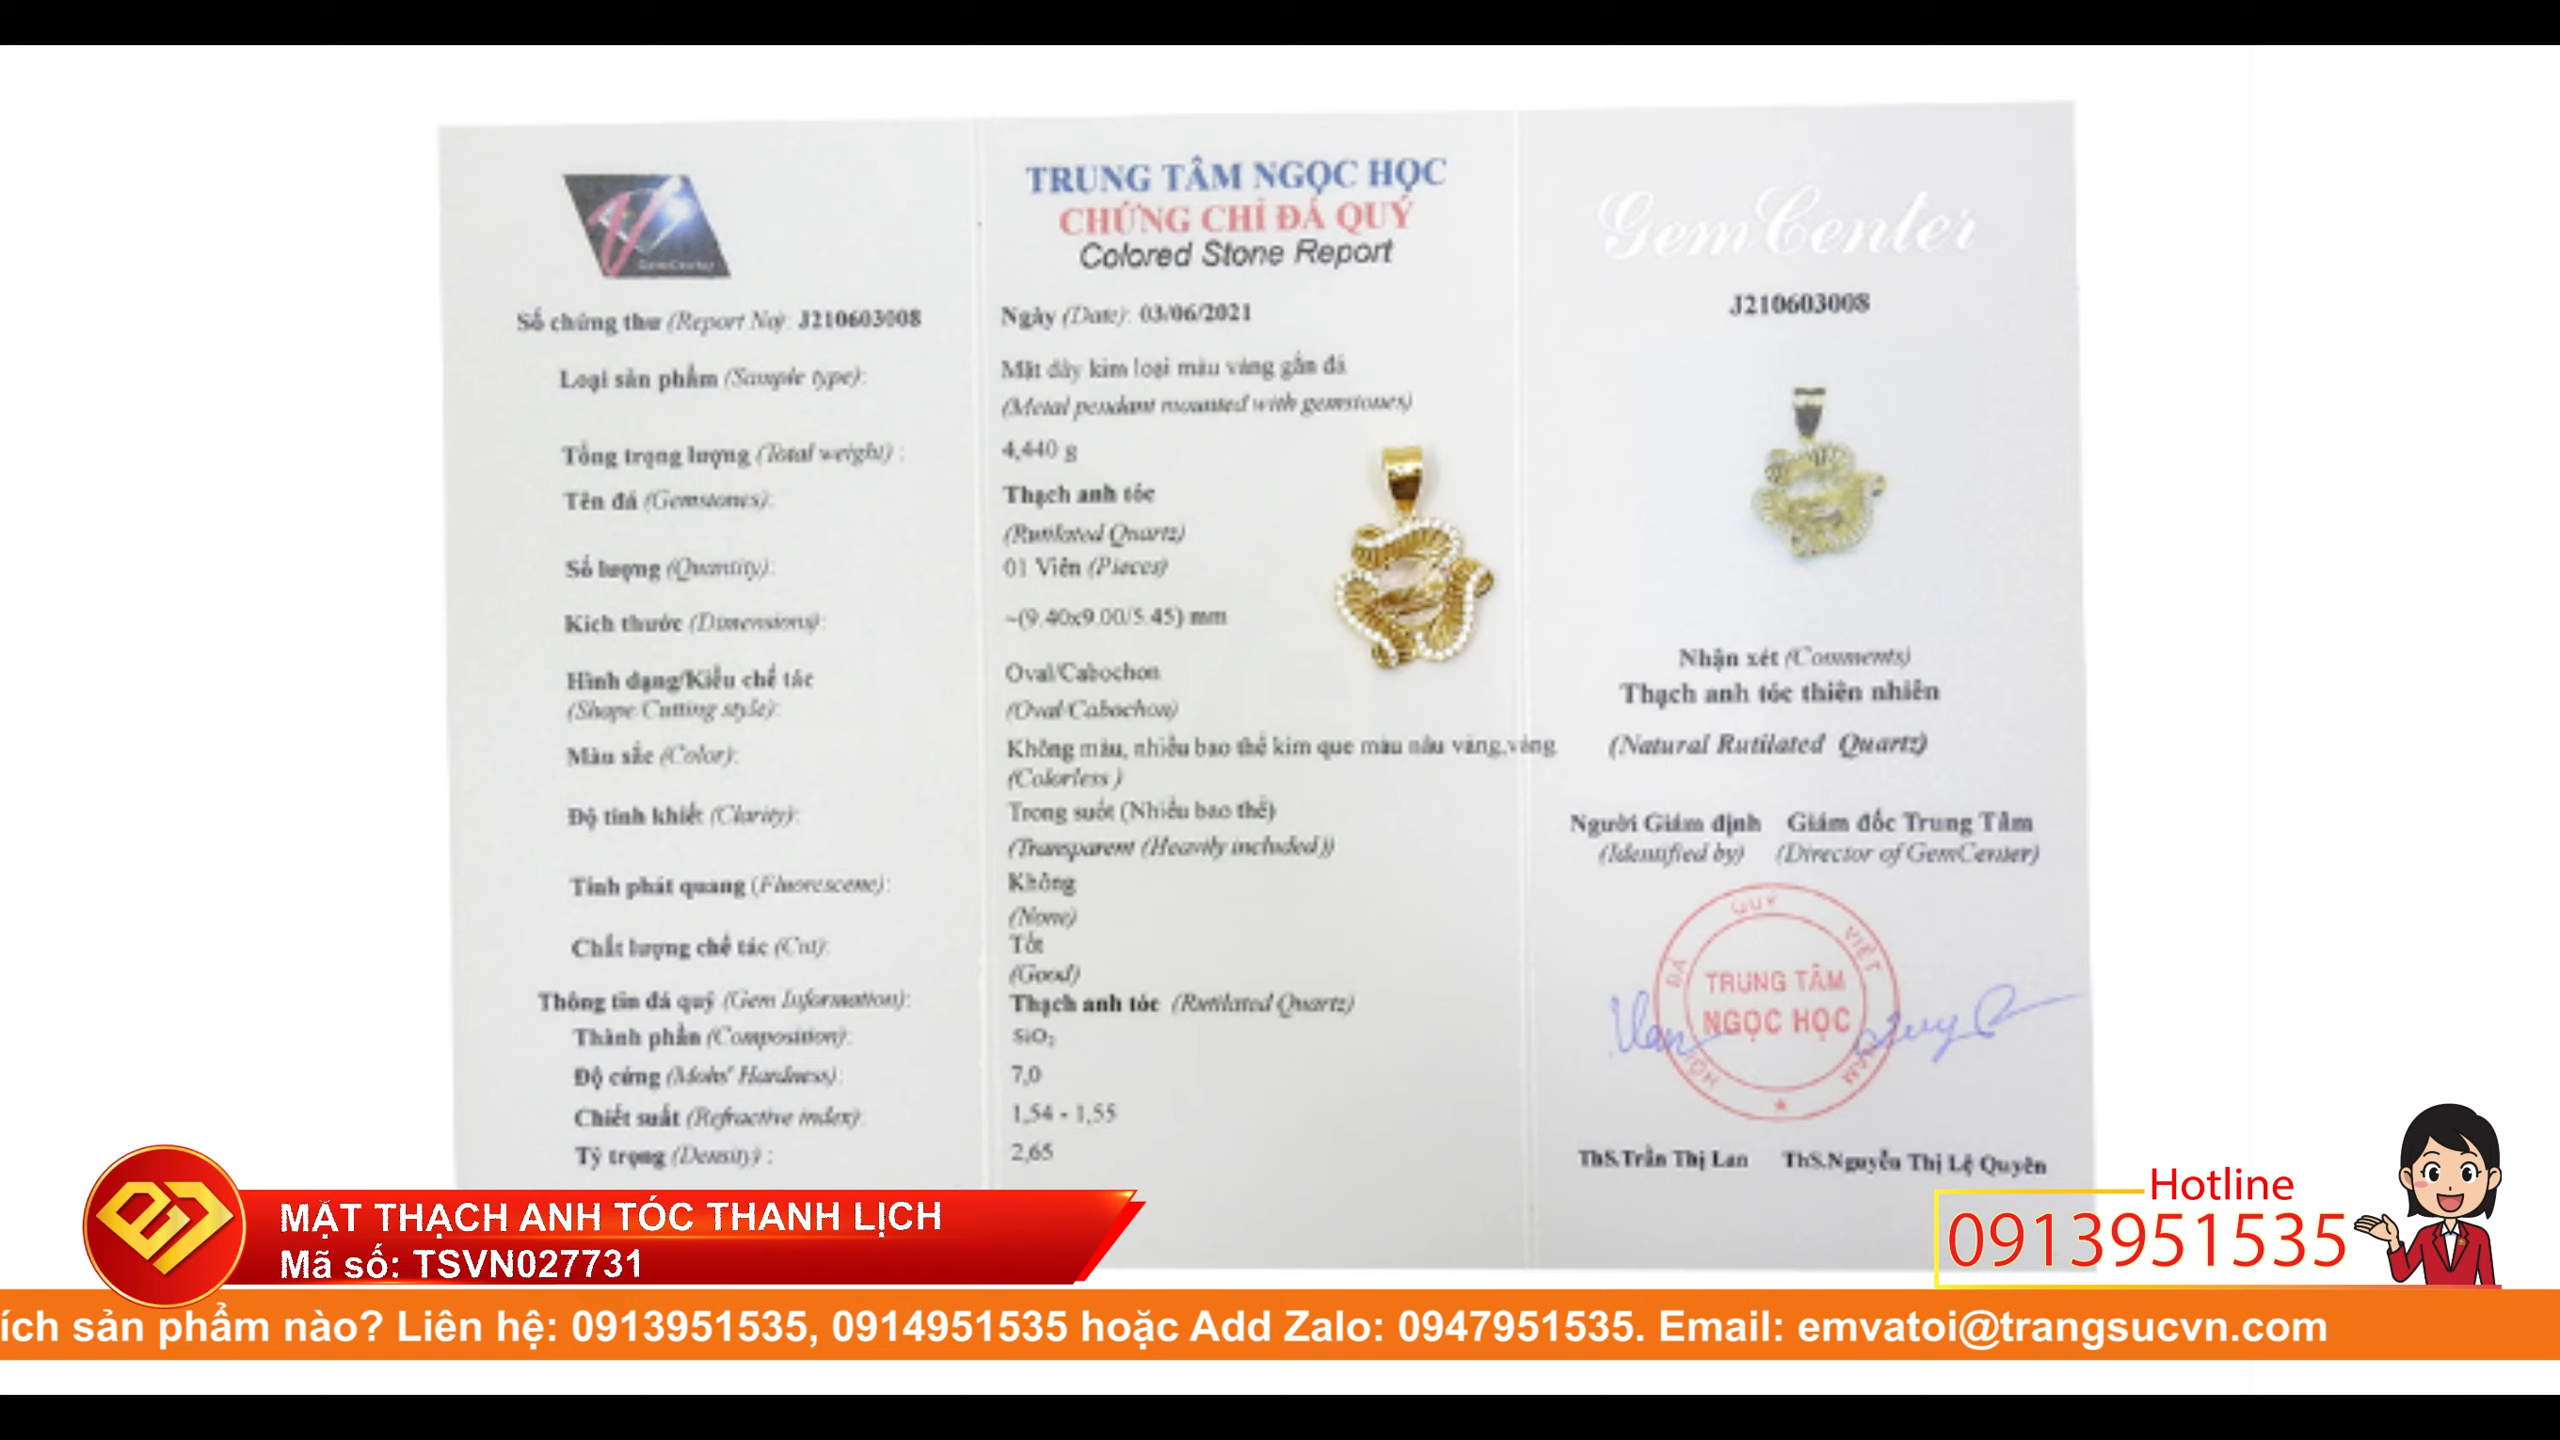 GemCenter
TRUNG TÂM NGỌC HỌC
CHỨNG CHỈ ĐÁ QUÝ
Colored Stone Report
GemCenter
J210603008
Số chứng thư (Report No): J210603008
Ngày (Date): 03/06/2021
Loại sản phẩm (Sample type):
Mặt dây kim loại màu vàng gắn đá
(Metal pendant mounted with gemstones)
Tổng trọng lượng (Total weight) :
4,440 g
Tên đá (Gemstones):
Thạch anh tóc
(Rutilated Quartz)
Số lượng (Quantity):
01 Viên (Pieces)
Kích thước (Dimensions):
~(9.40x9.00/5.45) mm
Hình dạng/Kiểu chế tác
(Shape/Cutting style):
Oval/Cabochon
(Oval/Cabochon)
Màu sắc (Color):
Không màu, nhiều bao thể kim que màu nâu vàng,vàng
(Colorless )
Độ tinh khiết (Clarity):
Trong suốt (Nhiều bao thể)
(Transparent (Heavily included))
Tính phát quang (Fluorescene):
Không
(None)
Chất lượng chế tác (Cut):
Tốt
(Good)
Thông tin đá quý (Gem Information):
Thạch anh tóc (Rutilated Quartz)
Thành phần (Composition):
SiO₂
Độ cứng (Mohs' Hardness):
7,0
Chiết suất (Refractive index):
1,54 - 1,55
Tỷ trọng (Density) :
2,65
Nhận xét (Comments)
Thạch anh tóc thiên nhiên
(Natural Rutilated Quartz)
Người Giám định Giám đốc Trung Tâm
(Identified by) (Director of GemCenter)
HỘI ĐÁ QUÝ VIỆT NAM
TRUNG TÂM
NGỌC HỌC
ThS.Trần Thị Lan ThS.Nguyễn Thị Lệ Quyên
MẶT THẠCH ANH TÓC THANH LỊCH
Mã số: TSVN027731
Hotline
0913951535
ích sản phẩm nào? Liên hệ: 0913951535, 0914951535 hoặc Add Zalo: 0947951535. Email: emvatoi@trangsucvn.com